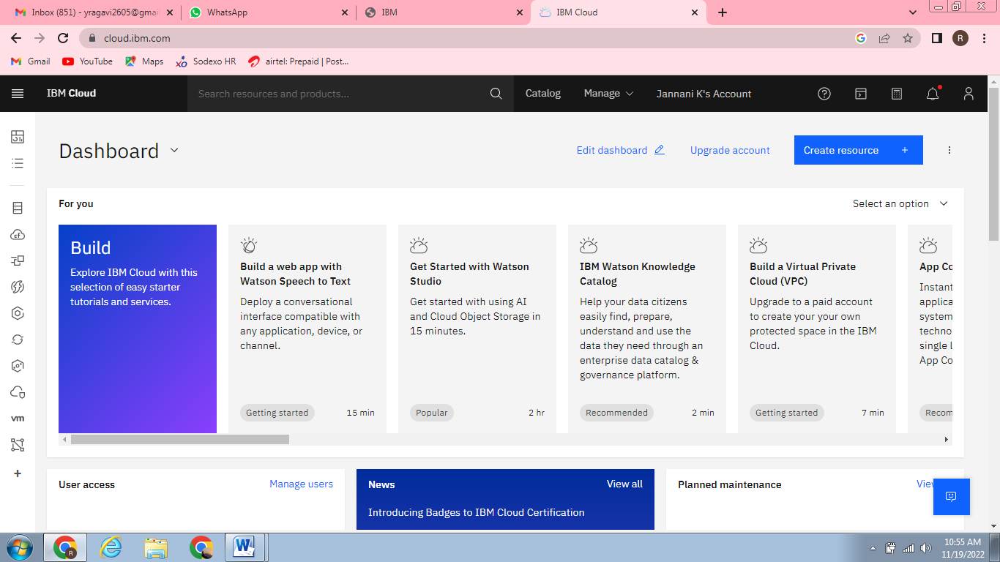 Inbox (851) - yragavi2605@gmai
WhatsApp
IBM
IBM Cloud
cloud.ibm.com
R
Gmail
YouTube
Maps
Sodexo HR
airtel: Prepaid | Post...
IBM Cloud
Search resources and products...
Catalog
Manage
Jannani K's Account
Dashboard
Edit dashboard
Upgrade account
Create resource +
For you
Select an option
Build
Explore IBM Cloud with this
selection of easy starter
tutorials and services.
Build a web app with
Watson Speech to Text
Deploy a conversational
interface compatible with
any application, device, or
channel.
Getting started
15 min
Get Started with Watson
Studio
Get started with using AI
and Cloud Object Storage in
15 minutes.
Popular
2 hr
IBM Watson Knowledge
Catalog
Help your data citizens
easily find, prepare,
understand and use the
data they need through an
enterprise data catalog &
governance platform.
Recommended
2 min
Build a Virtual Private
Cloud (VPC)
Upgrade to a paid account
to create your your own
protected space in the IBM
Cloud.
Getting started
7 min
App Co
Instant
applica
system
techno
single l
App Co
Recom
cf
vm
User access
Manage users
News
View all
Introducing Badges to IBM Cloud Certification
Planned maintenance
View
10:55 AM
11/19/2022